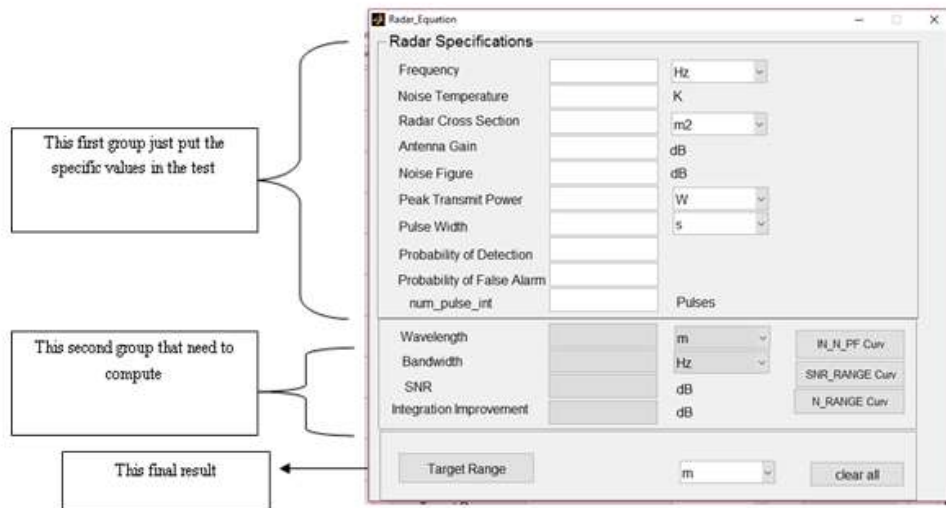 Radar_Equation
Radar Specifications
Frequency Hz
Noise Temperature K
Radar Cross Section m2
Antenna Gain dB
Noise Figure dB
Peak Transmit Power W
Pulse Width s
Probability of Detection
Probability of False Alarm
num_pulse_int Pulses
This first group just put the
specific values in the test
Wavelength m IN_N_PF Curv
Bandwidth Hz
SNR dB SNR_RANGE Curv
Integration Improvement dB N_RANGE Curv
This second group that need to
compute
Target Range m clear all
This final result